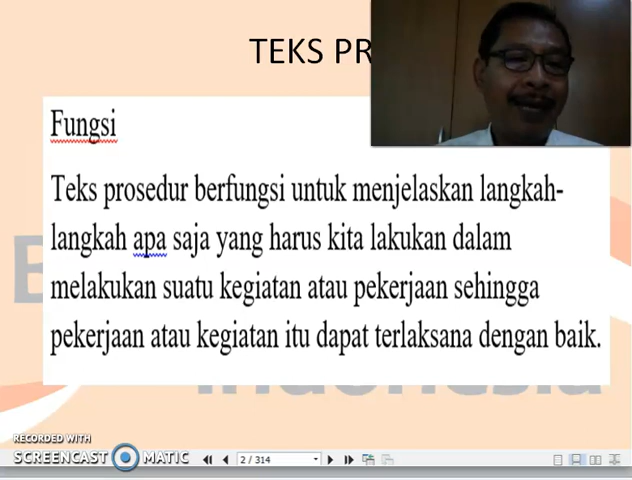 TEKS PR
Fungsi
Teks prosedur berfungsi untuk menjelaskan langkah-
langkah apa saja yang harus kita lakukan dalam
melakukan suatu kegiatan atau pekerjaan sehingga
pekerjaan atau kegiatan itu dapat terlaksana dengan baik.
RECORDED WITH
SCREENCAST MATIC
2 / 314